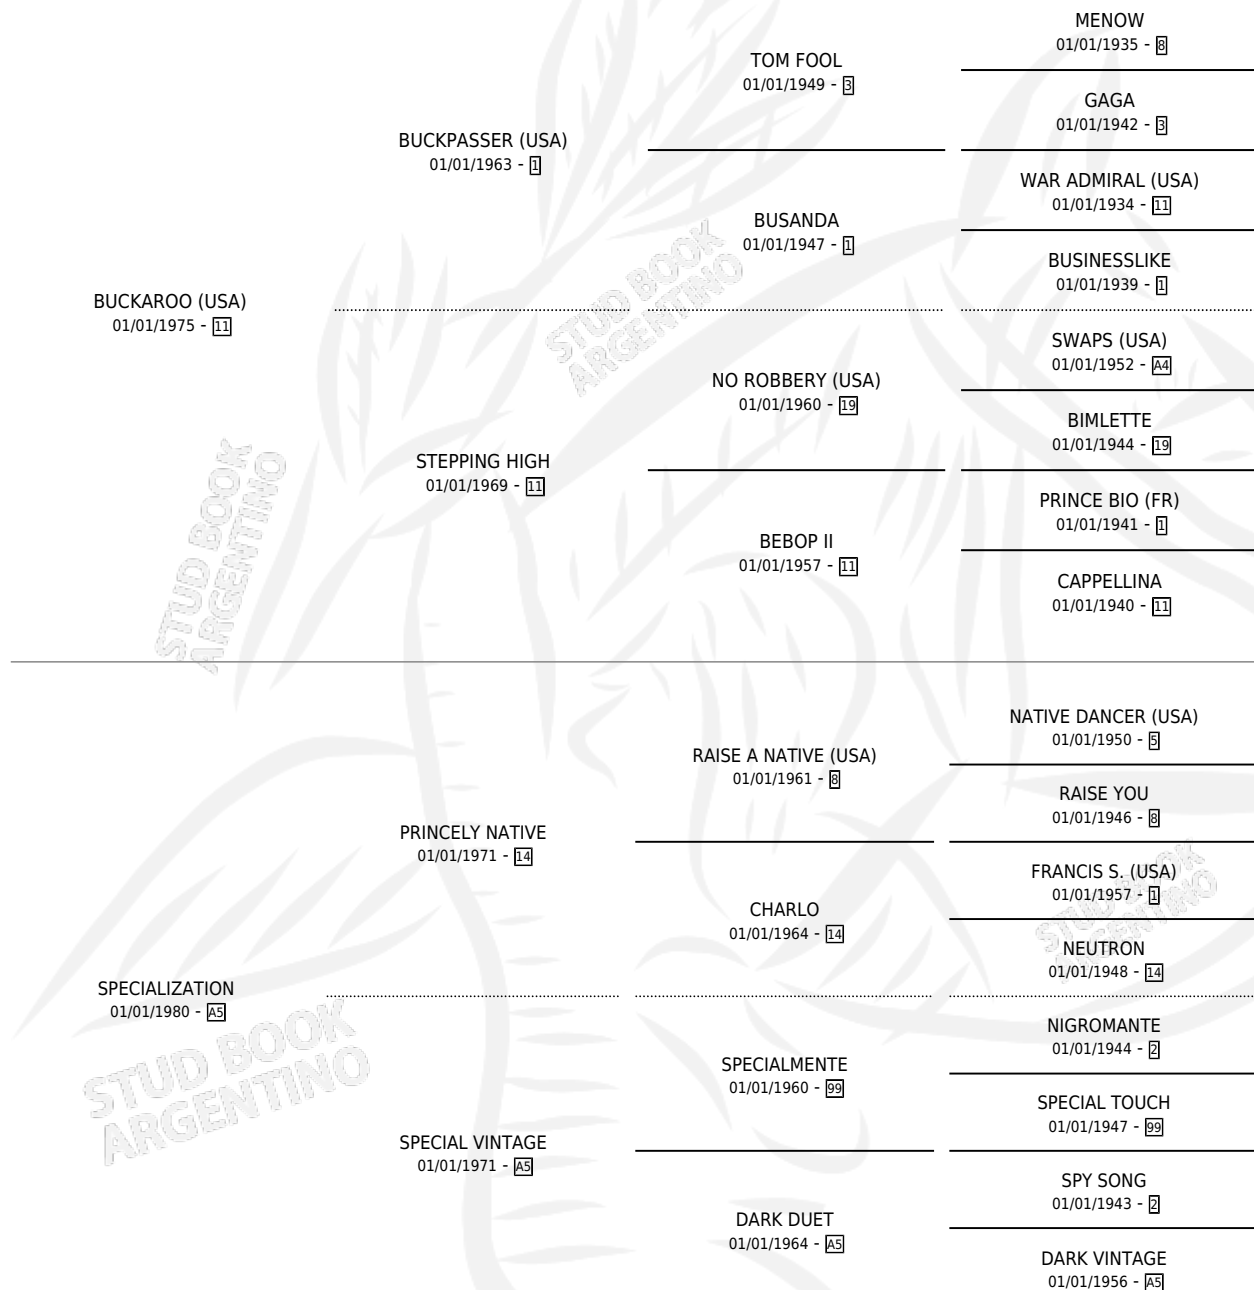 MENOW
01/01/1935 - 8
TOM FOOL
01/01/1949 - 3
GAGA
01/01/1942 - 3
BUCKPASSER (USA)
01/01/1963 - 1
WAR ADMIRAL (USA)
01/01/1934 - 11
BUSANDA
01/01/1947 - 1
BUSINESSLIKE
01/01/1939 - 1
BUCKAROO (USA)
01/01/1975 - 11
SWAPS (USA)
01/01/1952 - A4
NO ROBBERY (USA)
01/01/1960 - 19
BIMLETTE
01/01/1944 - 19
STEPPING HIGH
01/01/1969 - 11
PRINCE BIO (FR)
01/01/1941 - 1
BEBOP II
01/01/1957 - 11
CAPPELLINA
01/01/1940 - 11
NATIVE DANCER (USA)
01/01/1950 - 5
RAISE A NATIVE (USA)
01/01/1961 - 8
RAISE YOU
01/01/1946 - 8
PRINCELY NATIVE
01/01/1971 - 14
FRANCIS S. (USA)
01/01/1957 - 1
CHARLO
01/01/1964 - 14
NEUTRON
01/01/1948 - 14
SPECIALIZATION
01/01/1980 - A5
NIGROMANTE
01/01/1944 - 2
SPECIALMENTE
01/01/1960 - 99
SPECIAL TOUCH
01/01/1947 - 99
SPECIAL VINTAGE
01/01/1971 - A5
SPY SONG
01/01/1943 - 2
DARK DUET
01/01/1964 - A5
DARK VINTAGE
01/01/1956 - A5
STUD BOOK
ARGENTINO
STUD BOOK
ARGENTINO
STUD BOOK
ARGENTINO
STUD BOOK
ARGENTINO